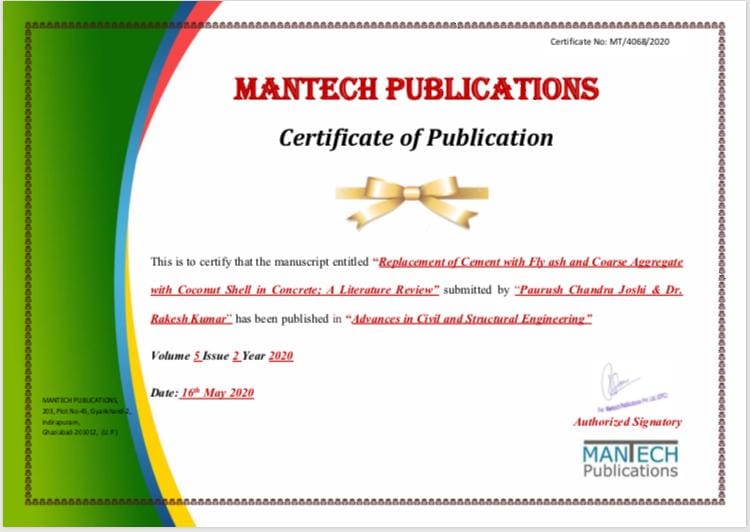 Certificate No: MT/4068/2020
MANTECH PUBLICATIONS
Certificate of Publication
This is to certify that the manuscript entitled “Replacement of Cement with Fly ash and Coarse Aggregate
with Coconut Shell in Concrete; A Literature Review” submitted by “Paurush Chandra Joshi & Dr.
Rakesh Kumar” has been published in “Advances in Civil and Structural Engineering”
Volume 5 Issue 2 Year 2020
Date: 16th May 2020
MANTECH PUBLICATIONS,
203, Plot No-45, Gyankhand-2,
Indirapuram,
Ghaziabad-201012, (U.P.)
For Mantech Publications Pvt. Ltd.
Authorized Signatory
MANTECH
Publications